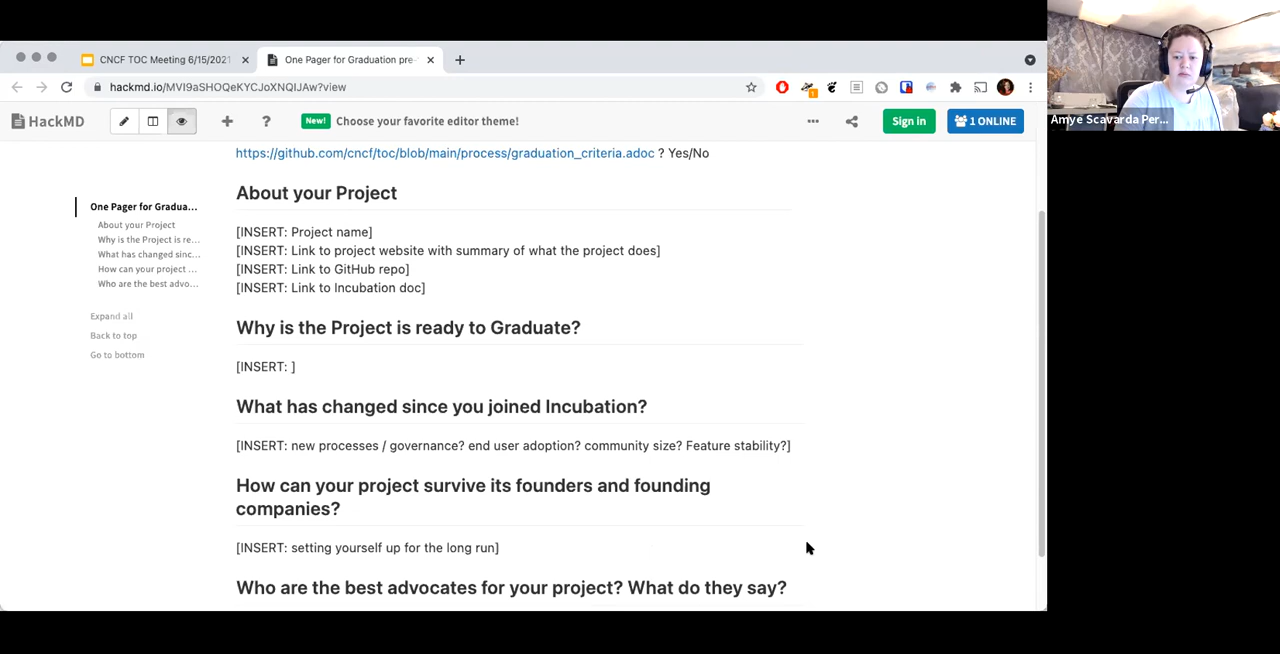 CNCF TOC Meeting 6/15/2021
One Pager for Graduation pre-
hackmd.io/MVI9aSHOQeKYCJoXNQIJAw?view
HackMD
New! Choose your favorite editor theme!
Sign in
1 ONLINE
Amye Scavarda Per...
https://github.com/cncf/toc/blob/main/process/graduation_criteria.adoc ? Yes/No
One Pager for Gradua...
About your Project
Why is the Project is re...
What has changed sinc...
How can your project ...
Who are the best advo...
Expand all
Back to top
Go to bottom
About your Project
[INSERT: Project name]
[INSERT: Link to project website with summary of what the project does]
[INSERT: Link to GitHub repo]
[INSERT: Link to Incubation doc]
Why is the Project is ready to Graduate?
[INSERT: ]
What has changed since you joined Incubation?
[INSERT: new processes / governance? end user adoption? community size? Feature stability?]
How can your project survive its founders and founding
companies?
[INSERT: setting yourself up for the long run]
Who are the best advocates for your project? What do they say?